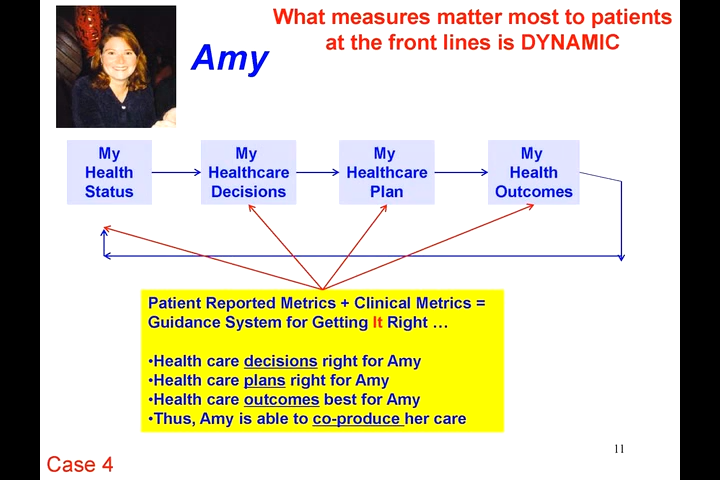 What measures matter most to patients
at the front lines is DYNAMIC
Amy
My
Health
Status
My
Healthcare
Decisions
My
Healthcare
Plan
My
Health
Outcomes
Patient Reported Metrics + Clinical Metrics =
Guidance System for Getting It Right …
•Health care decisions right for Amy
•Health care plans right for Amy
•Health care outcomes best for Amy
•Thus, Amy is able to co-produce her care
11
Case 4